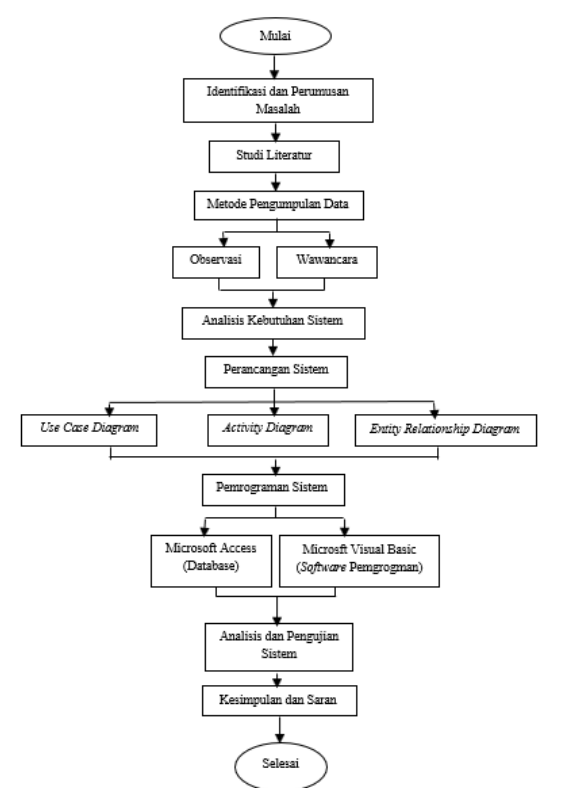 Mulai
Identifikasi dan Perumusan
Masalah
Studi Literatur
Metode Pengumpulan Data
Observasi
Wawancara
Analisis Kebutuhan Sistem
Perancangan Sistem
Use Case Diagram
Activity Diagram
Entity Relationship Diagram
Pemrograman Sistem
Microsoft Access
(Database)
Microsft Visual Basic
(Software Pemgrogman)
Analisis dan Pengujian
Sistem
Kesimpulan dan Saran
Selesai